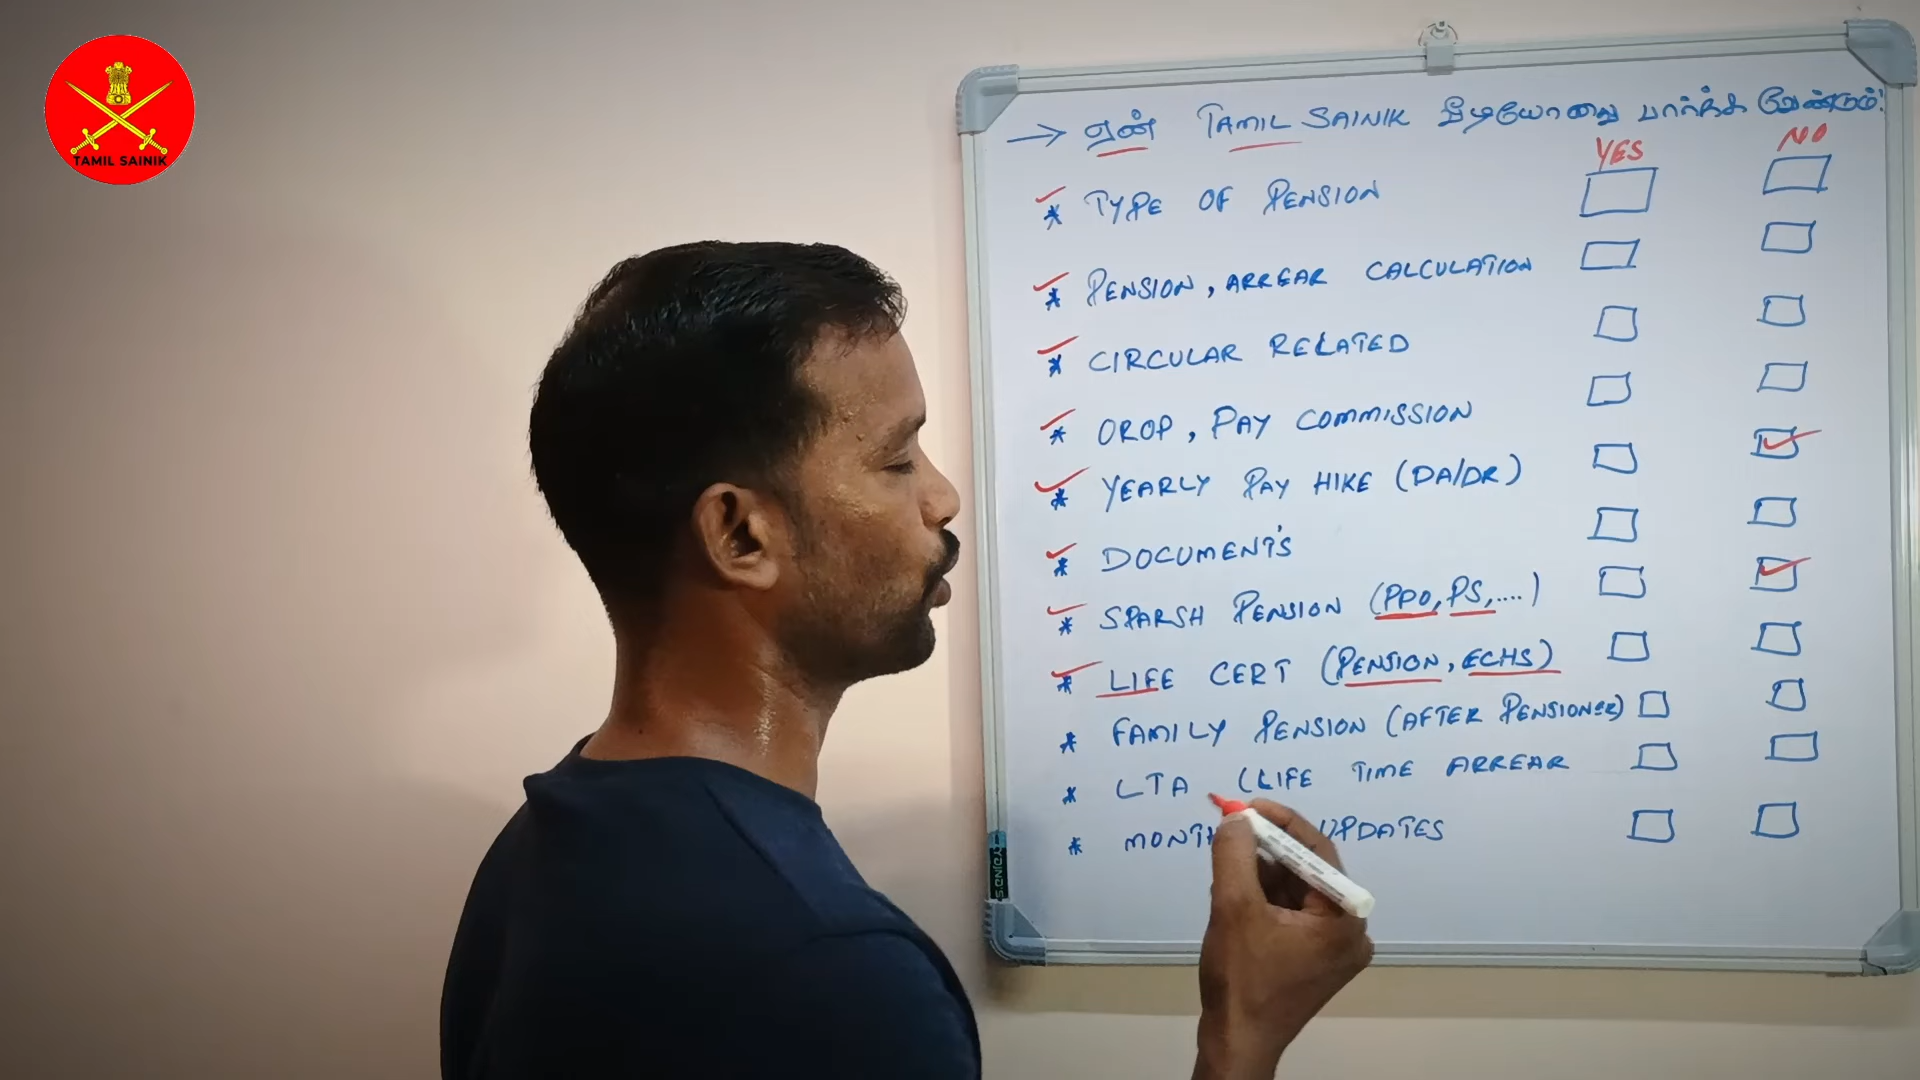 TAMIL SAINIK
→ ஏன் TAMIL SAINIK வீடியோவை பார்க்க வேண்டும்!
YES NO
* TYPE OF PENSION
* PENSION, ARREAR CALCULATION
* CIRCULAR RELATED
* OROP, PAY COMMISSION
* YEARLY PAY HIKE (DA/DR)
* DOCUMENT'S
* SPARSH PENSION (PPO, PS,....)
* LIFE CERT (PENSION, ECHS)
* FAMILY PENSION (AFTER PENSIONER)
* LTA (LIFE TIME ARREAR
* UPDATES